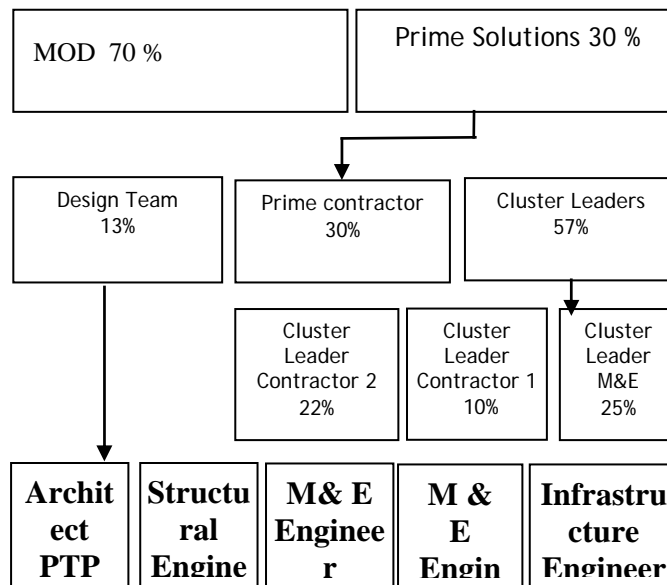 MOD 70 %
Prime Solutions 30 %
Design Team
13%
Prime contractor
30%
Cluster Leaders
57%
Cluster
Leader
Contractor 2
22%
Cluster
Leader
Contractor 1
10%
Cluster
Leader
M&E
25%
Archit
ect
PTP
Structu
ral
Engine
M& E
Enginee
r
M &
E
Engin
Infrastru
cture
Engineer